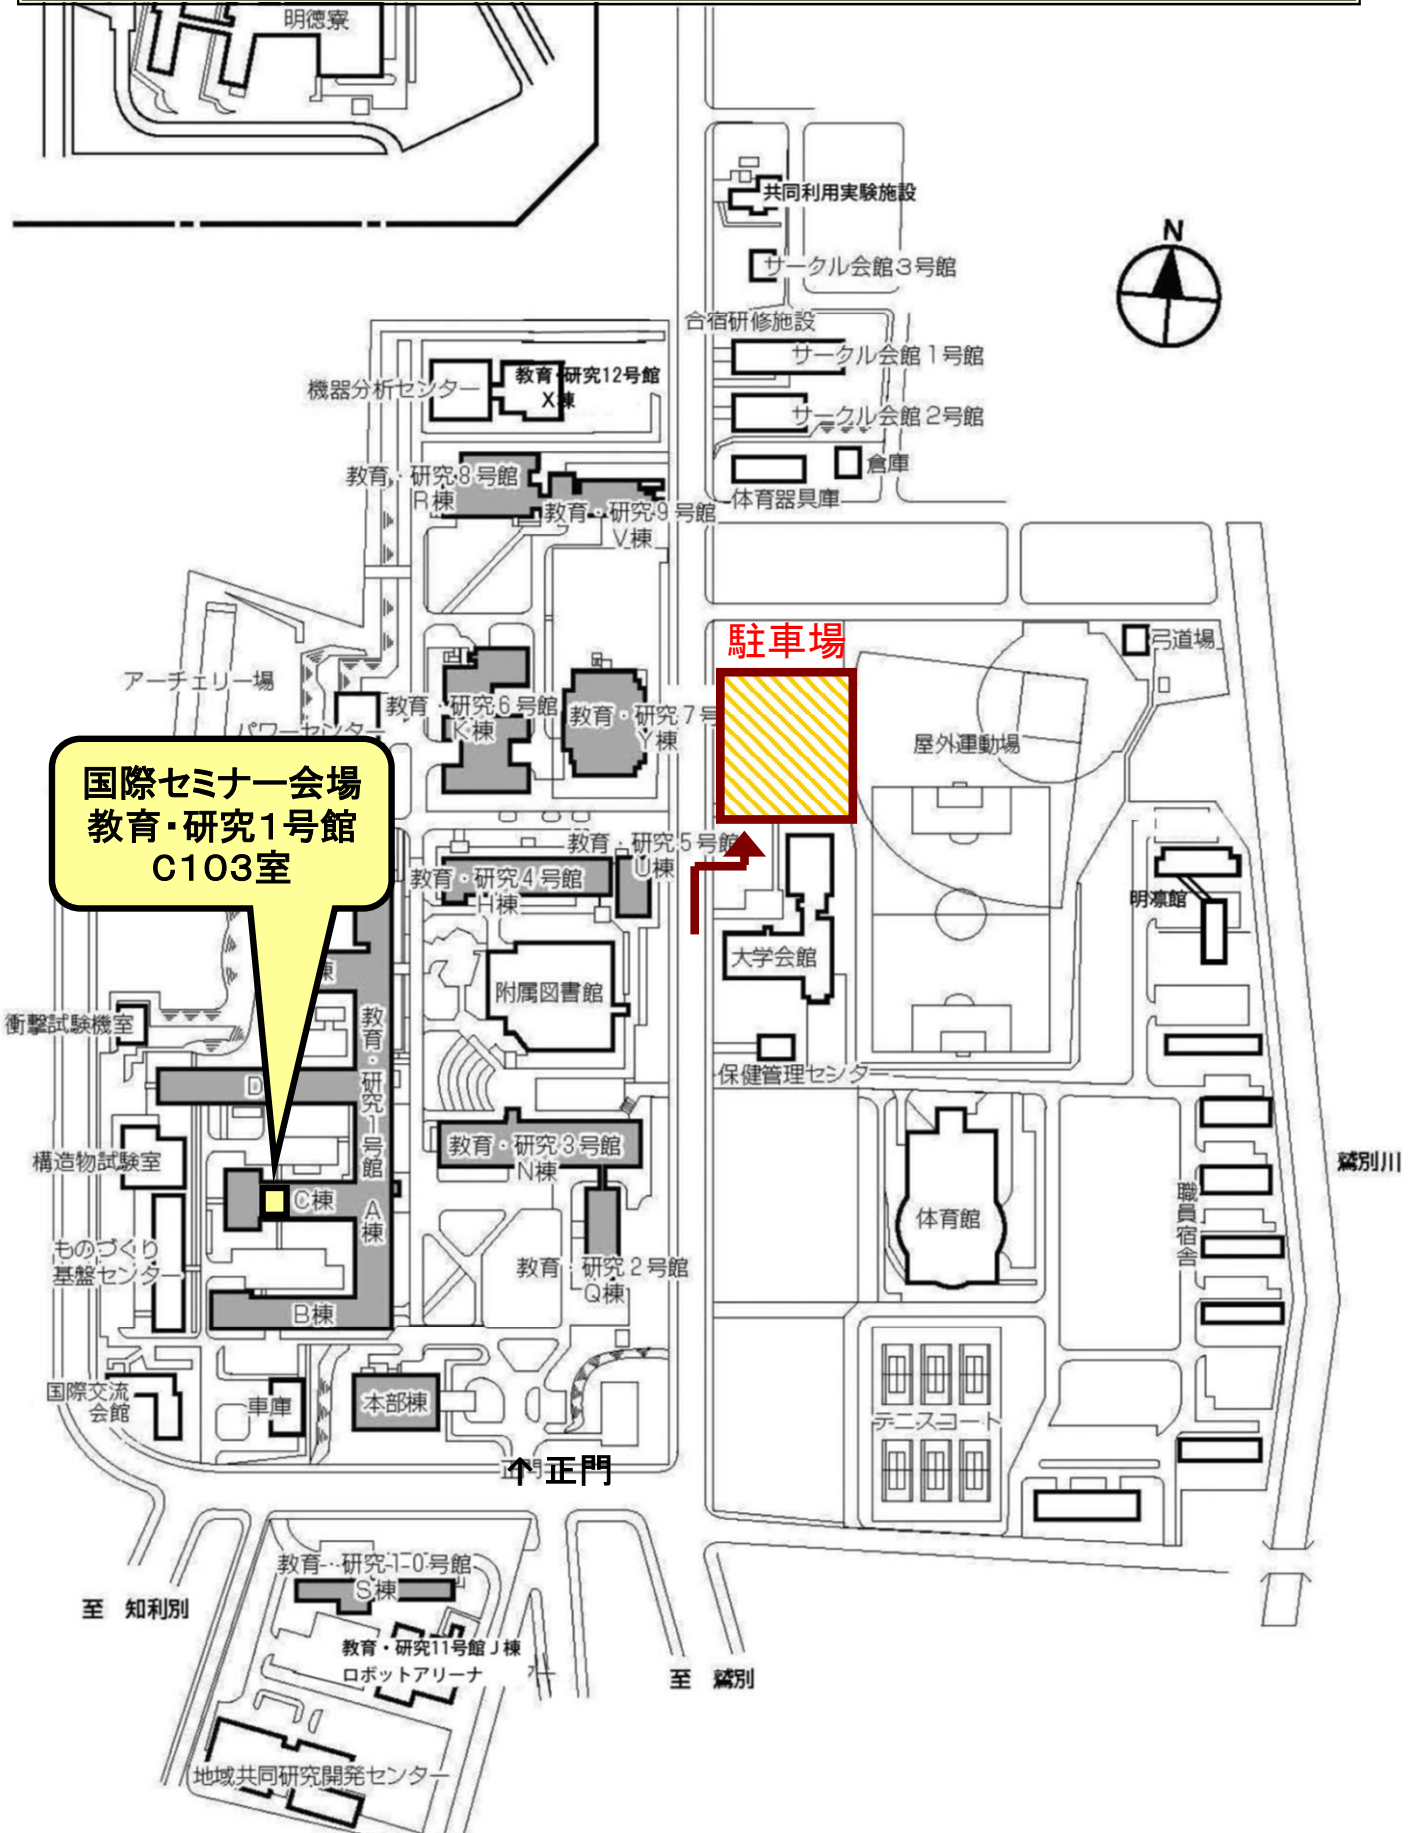 明徳寮
共同利用実験施設
N
サークル会館3号館
合宿研修施設
サークル会館1号館
機器分析センター
教育・研究12号館
X棟
サークル会館2号館
倉庫
教育・研究8号館
R棟
体育器具庫
教育・研究9号館
V棟
駐車場
弓道場
アーチェリー場
教育・研究6号館
K棟
教育・研究7号
Y棟
パワーセンター
屋外運動場
国際セミナー会場
教育・研究1号館
C103室
教育・研究5号館
U棟
教育・研究4号館
H棟
明凛館
大学会館
棟
附属図書館
衝撃試験機室
教育・研究1号館
保健管理センター
D
教育・研究3号館
N棟
構造物試験室
鷲別川
C棟
A棟
職員宿舎
体育館
ものづくり
基盤センター
教育・研究2号館
Q棟
B棟
国際交流
会館
車庫
本部棟
テニスコート
正門
↑正門
教育・研究10号館
S棟
至 知利別
教育・研究11号館J棟
ロボットアリーナ
至 鷲別
地域共同研究開発センター